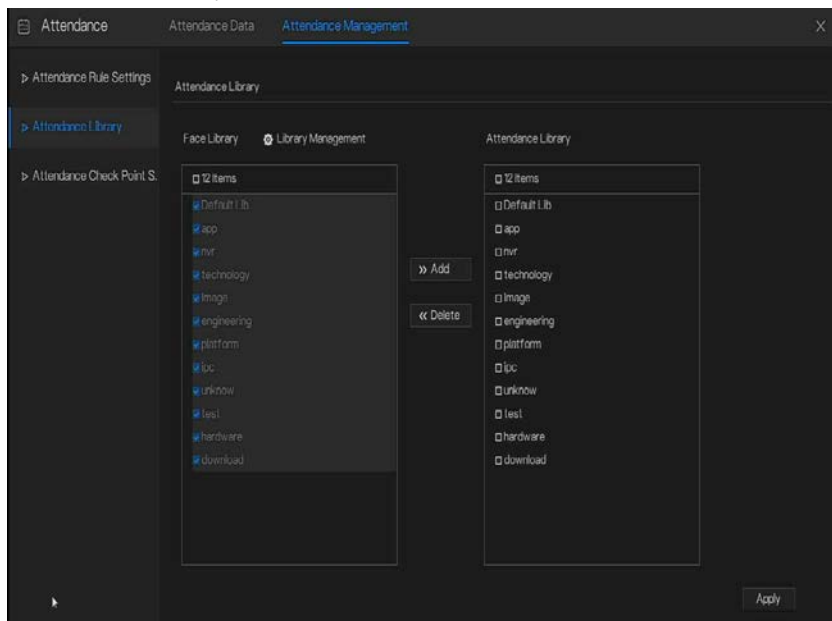 Attendance Attendance Data Attendance Management X
Attendance Rule Settings
Attendance Library
Attendance Library
Face Library Library Management Attendance Library
Attendance Check Point S.
12 Items 12 Items
Default Lib Default Lib
app app
nvr nvr
technology technology
image image
engineering engineering
platform platform
ipc ipc
unknow unknow
test test
hardware hardware
download download
>> Add
<< Delete
Apply